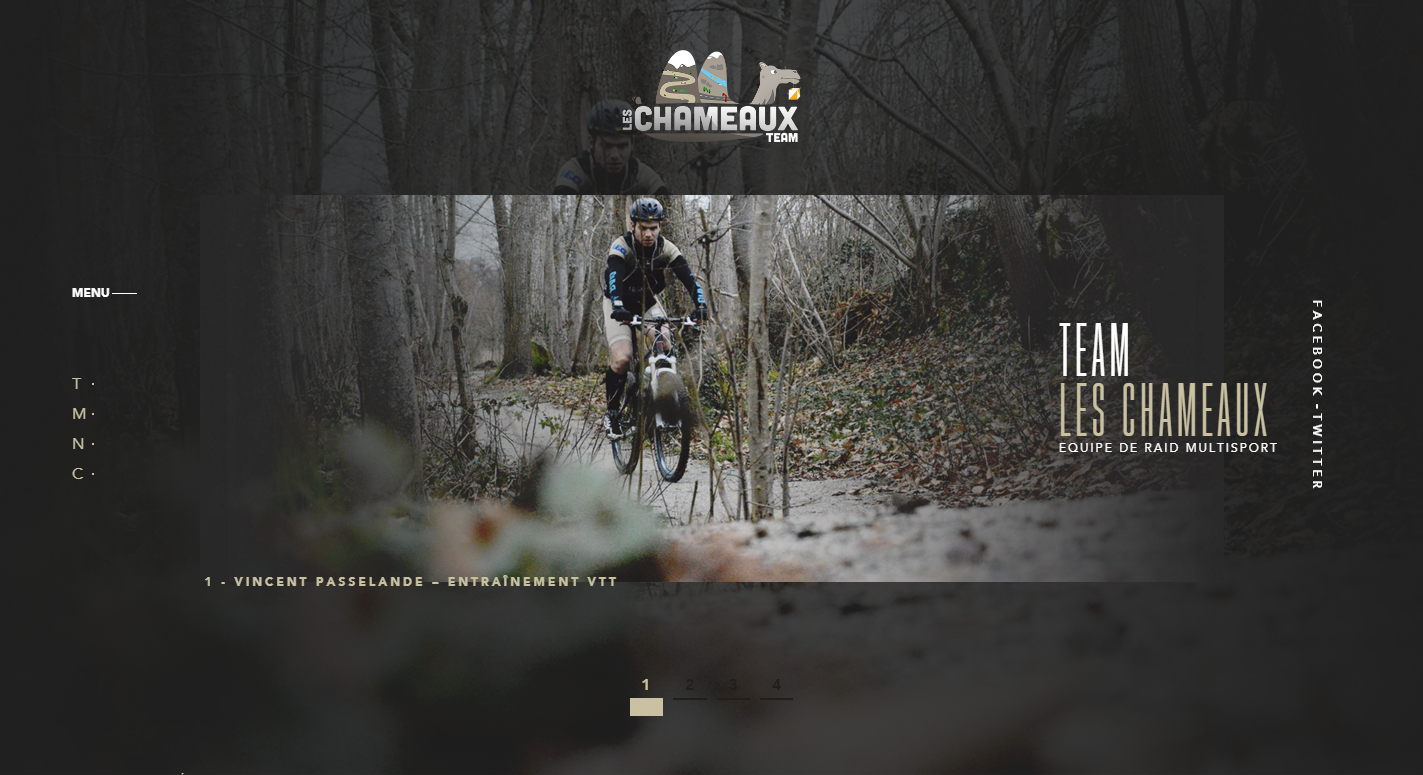 LES
CHAMEAUX
TEAM
MENU
T ·
M ·
N ·
C ·
TEAM
LES CHAMEAUX
EQUIPE DE RAID MULTISPORT
FACEBOOK - TWITTER
1 - VINCENT PASSELANDE – ENTRAÎNEMENT VTT
1 2 3 4